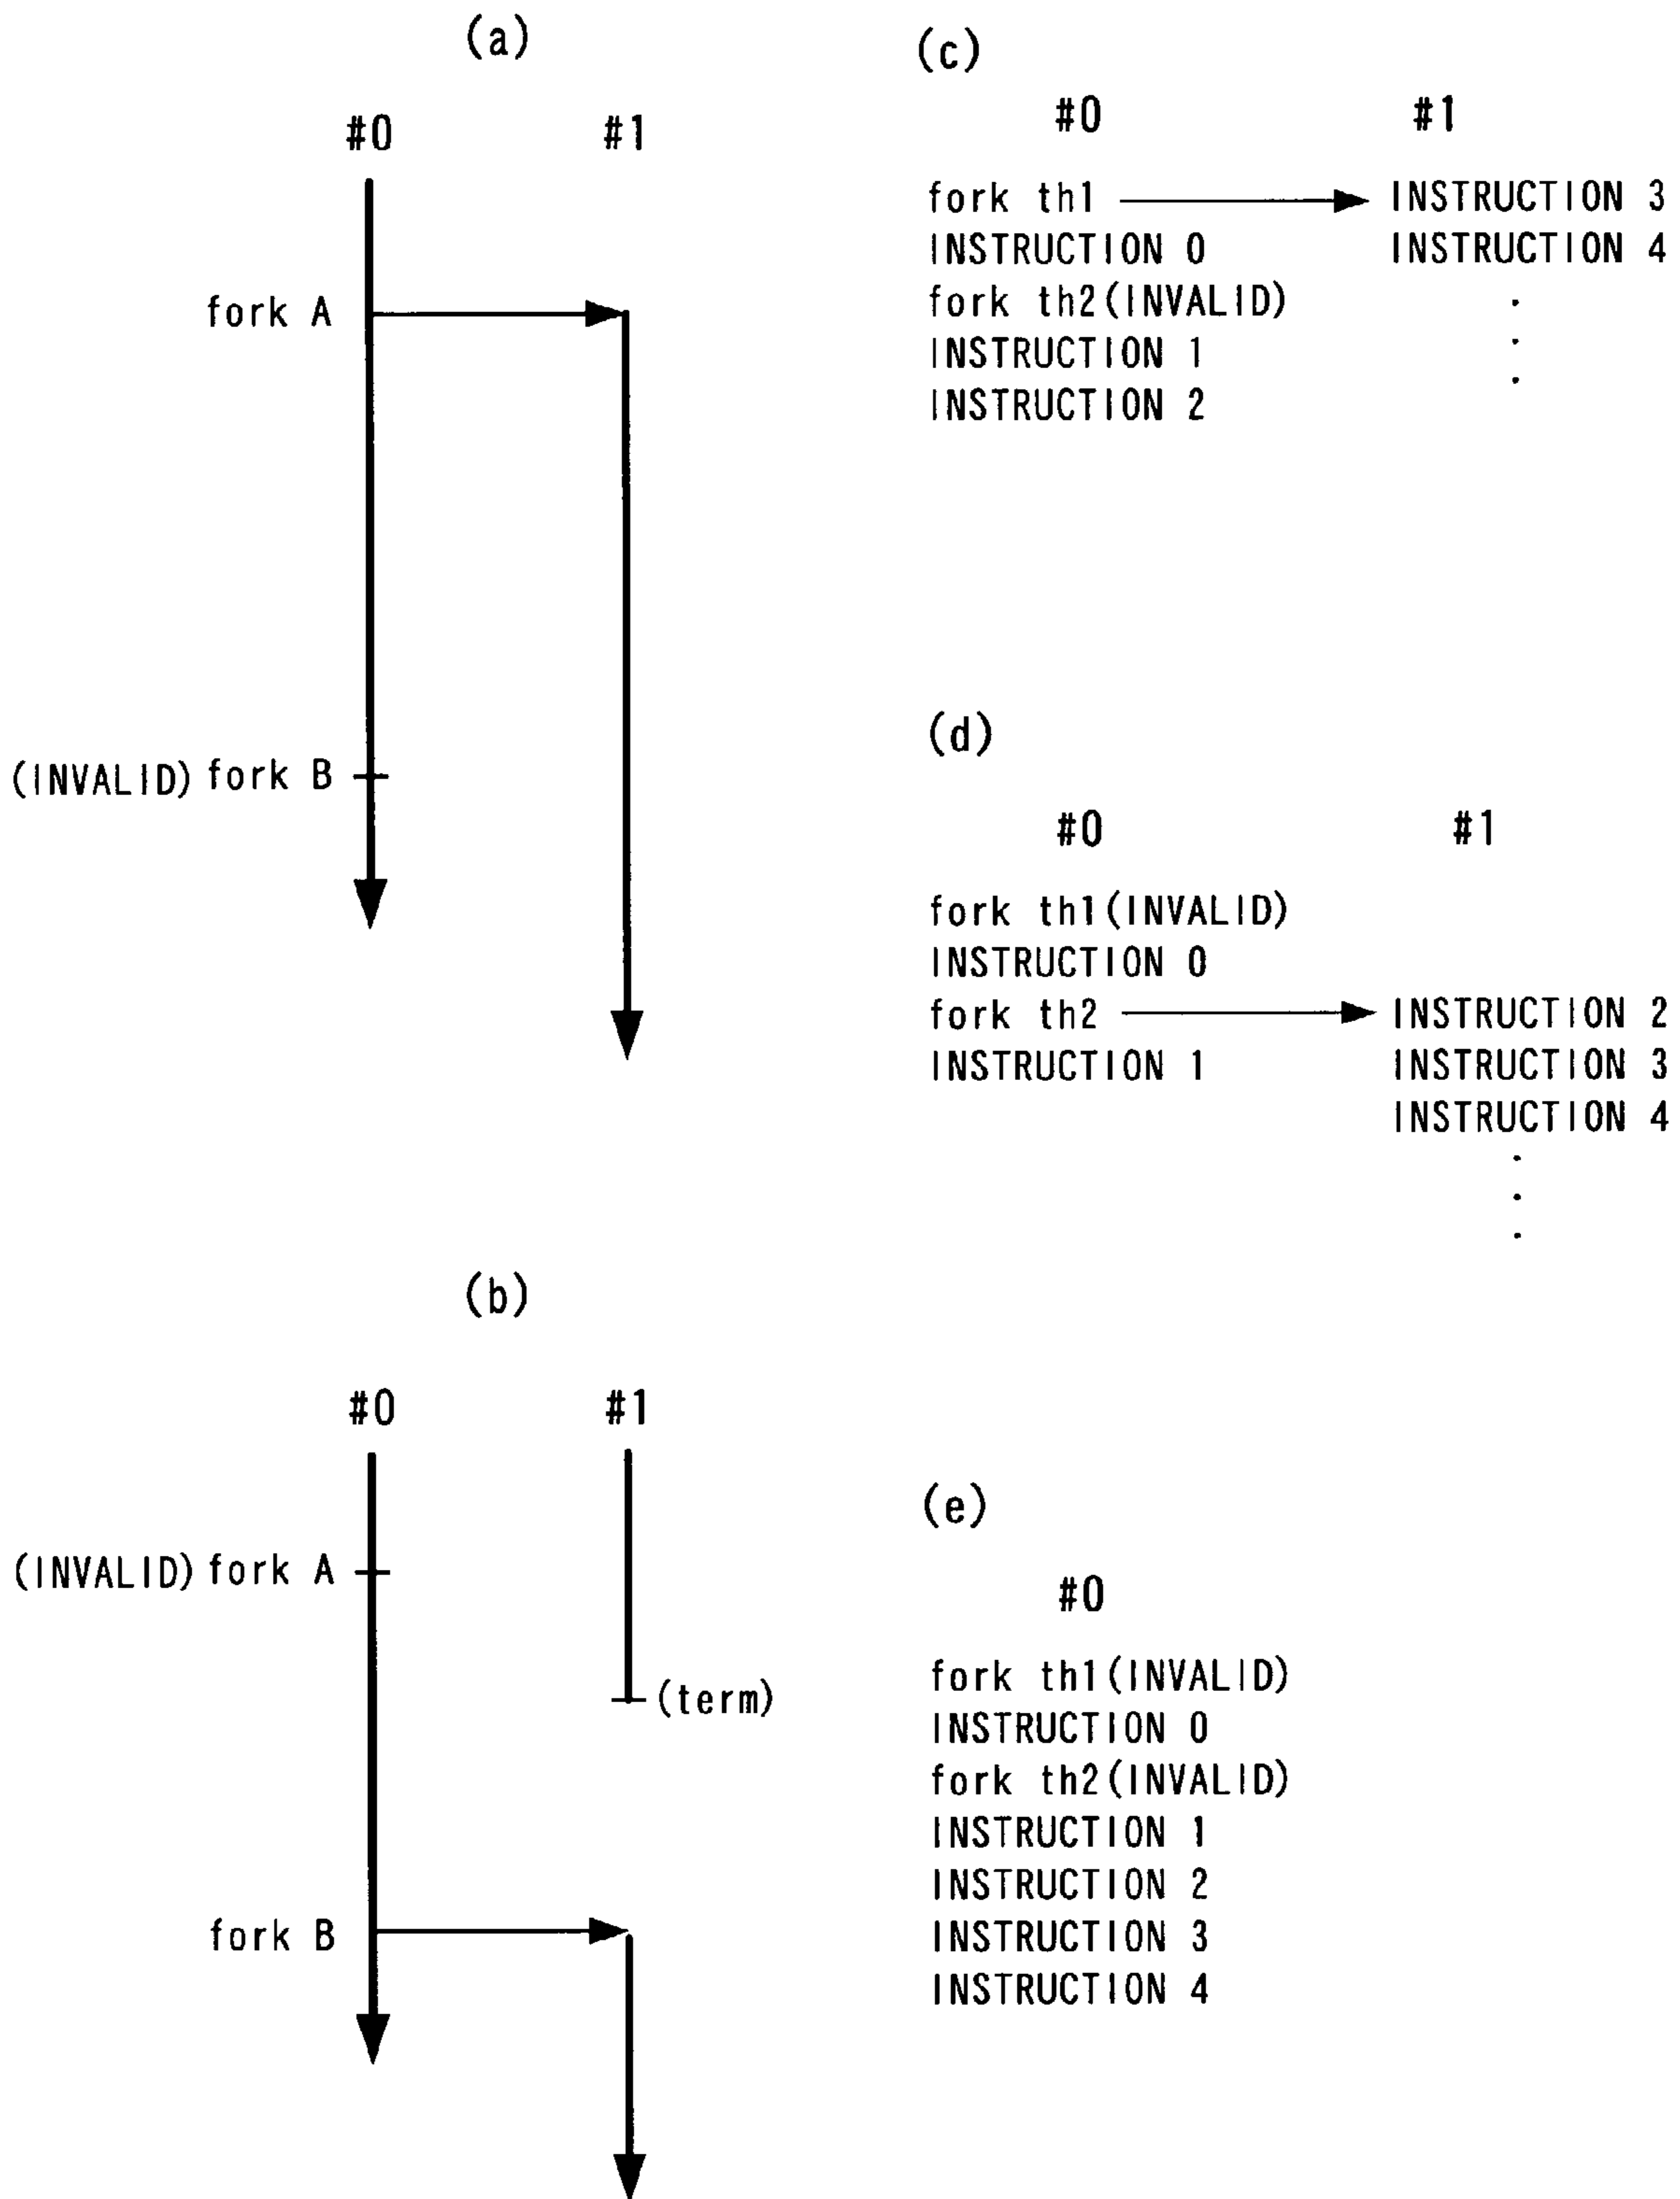 (a)
#0 #1
fork A
(INVALID) fork B
(b)
#0 #1
(INVALID) fork A
(term)
fork B
(c)
#0 #1
fork th1 INSTRUCTION 3
INSTRUCTION 0 INSTRUCTION 4
fork th2(INVALID)
INSTRUCTION 1
INSTRUCTION 2
(d)
#0 #1
fork th1(INVALID)
INSTRUCTION 0
fork th2 INSTRUCTION 2
INSTRUCTION 1 INSTRUCTION 3
INSTRUCTION 4
(e)
#0
fork th1(INVALID)
INSTRUCTION 0
fork th2(INVALID)
INSTRUCTION 1
INSTRUCTION 2
INSTRUCTION 3
INSTRUCTION 4